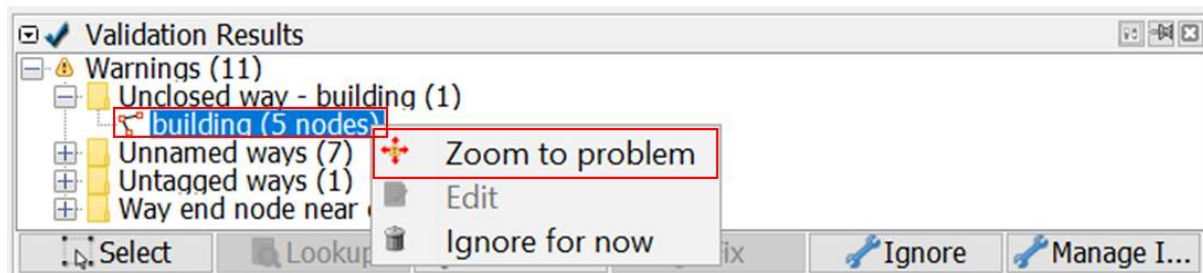 Validation Results
Warnings (11)
Unclosed way - building (1)
building (5 nodes)
Unnamed ways (7)
Zoom to problem
Untagged ways (1)
Edit
Way end node near
Ignore for now
Select
Lookup
Ignore
Manage I...